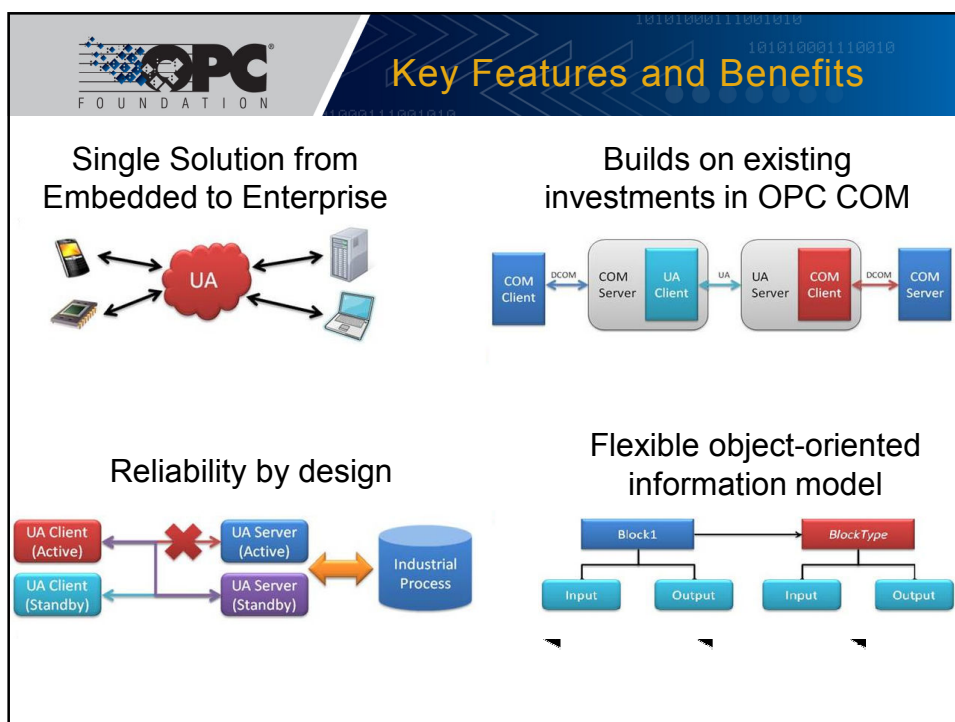 OPC®
FOUNDATION
101010001110010
101010001110010
10001110010
Key Features and Benefits
Single Solution from
Embedded to Enterprise
UA
Builds on existing
investments in OPC COM
COM
Client
DCOM
COM
Server
UA
Client
UA
UA
Server
COM
Client
DCOM
COM
Server
Reliability by design
UA Client
(Active)
UA Server
(Active)
UA Client
(Standby)
UA Server
(Standby)
Industrial
Process
Flexible object-oriented
information model
Block1
BlockType
Input
Output
Input
Output